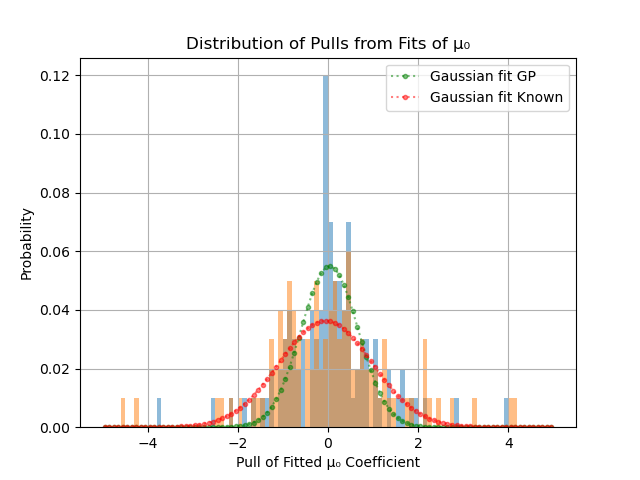 Distribution of Pulls from Fits of μ₀
Gaussian fit GP
Gaussian fit Known
0.12
0.10
0.08
0.06
0.04
0.02
0.00
Probability
−4 −2 0 2 4
Pull of Fitted μ₀ Coefficient